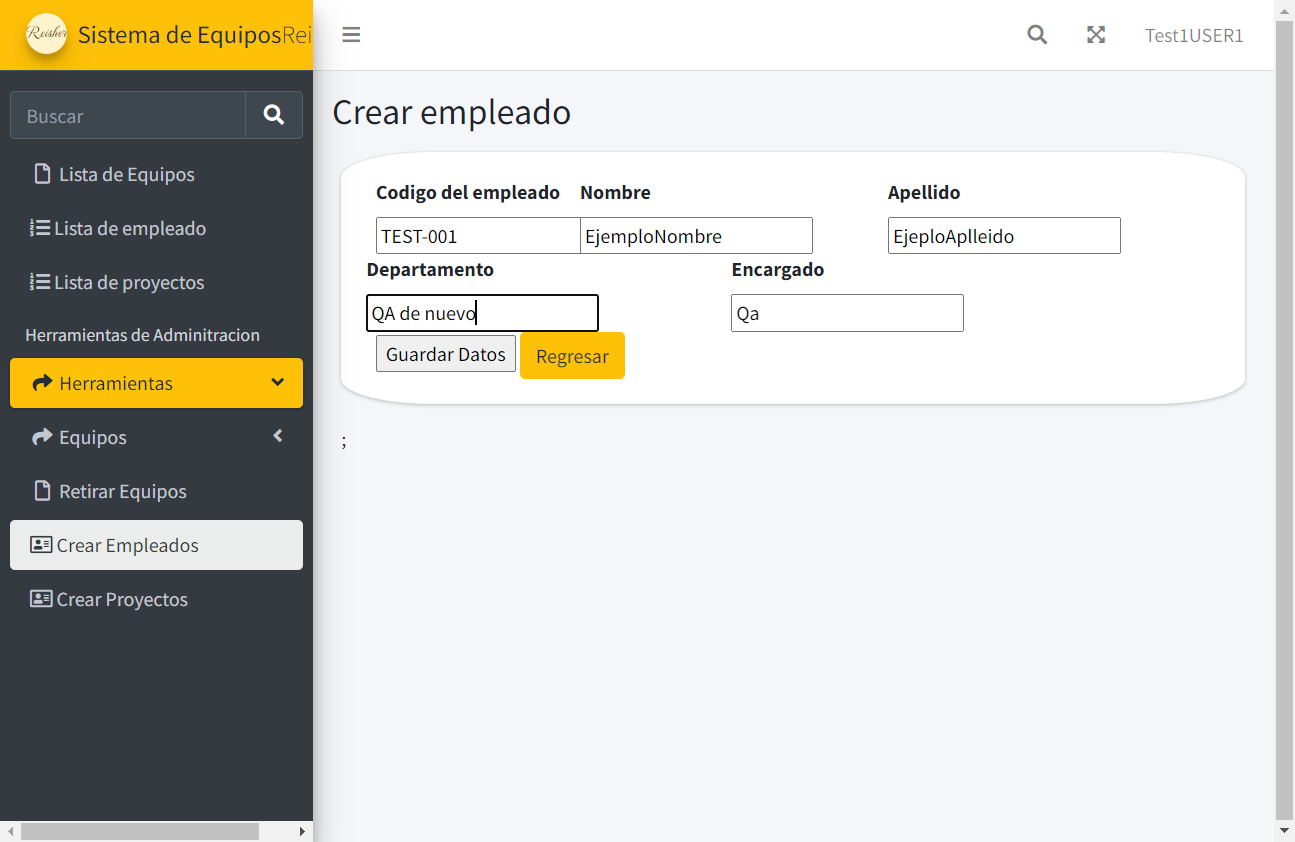 Reisher
Sistema de EquiposRei
Test1USER1
Buscar
Lista de Equipos
Lista de empleado
Lista de proyectos
Herramientas de Adminitracion
Herramientas
Equipos
Retirar Equipos
Crear Empleados
Crear Proyectos
Crear empleado
Codigo del empleado Nombre Apellido
TEST-001 EjemploNombre EjeploAplleido
Departamento Encargado
QA de nuevo Qa
Guardar Datos Regresar
;